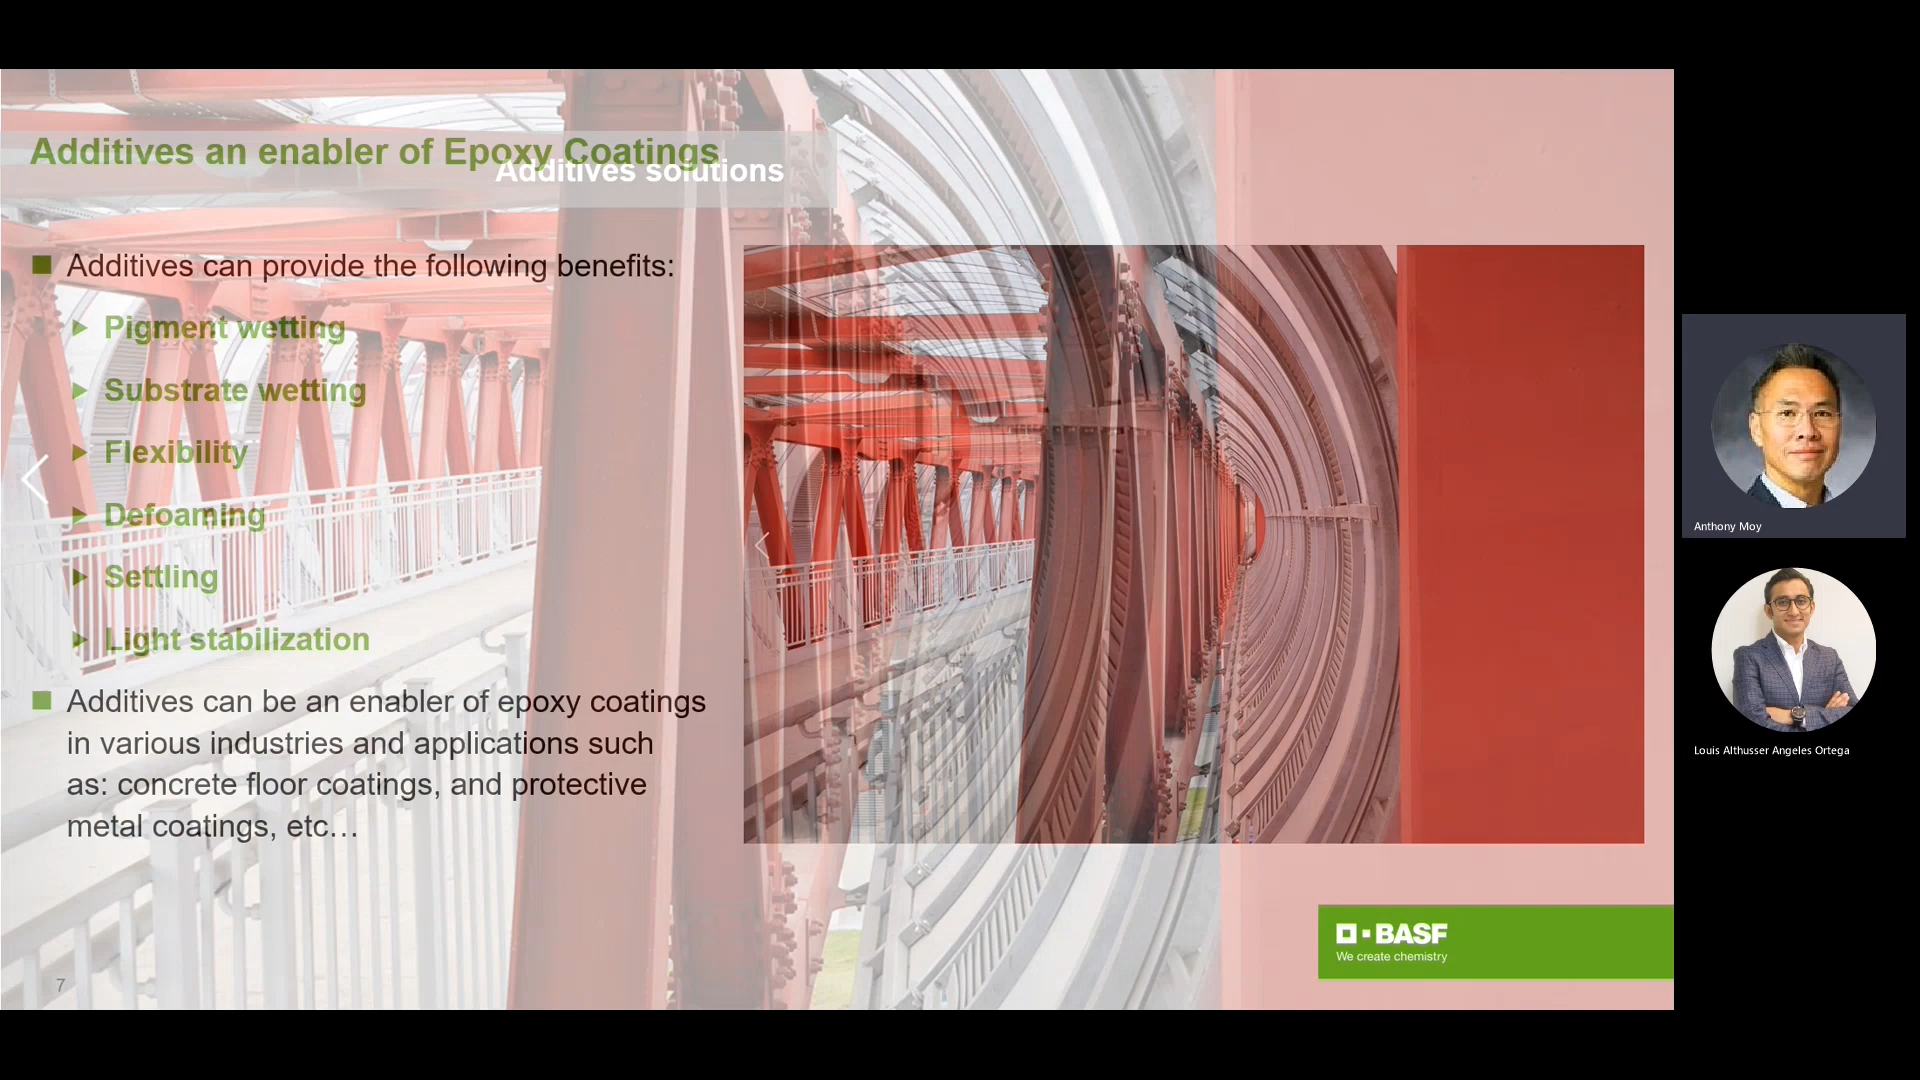 Additives an enabler of Epoxy Coatings
Additives solutions
Additives can provide the following benefits:
Pigment wetting
Substrate wetting
Flexibility
Defoaming
Settling
Light stabilization
Additives can be an enabler of epoxy coatings
in various industries and applications such
as: concrete floor coatings, and protective
metal coatings, etc…
7
BASF
We create chemistry
Anthony Moy
Louis Althusser Angeles Ortega